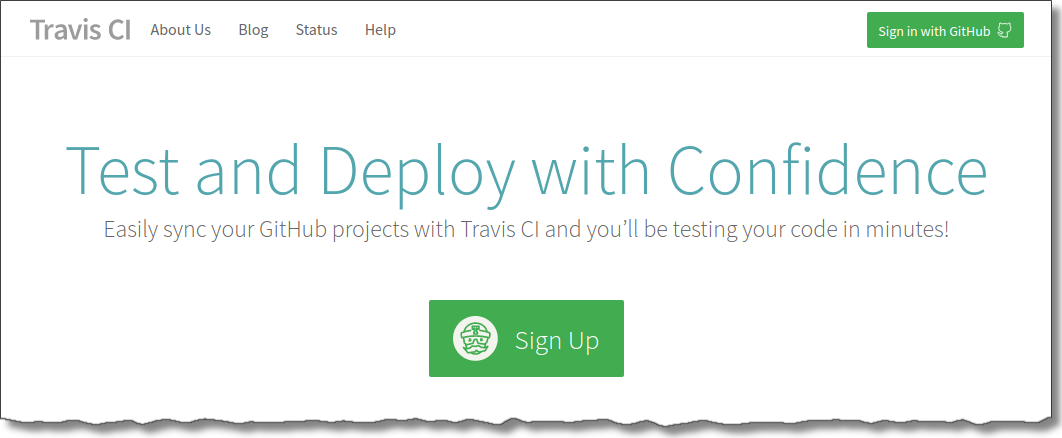 Travis CI About Us Blog Status Help Sign in with GitHub
Test and Deploy with Confidence
Easily sync your GitHub projects with Travis CI and you’ll be testing your code in minutes!
Sign Up